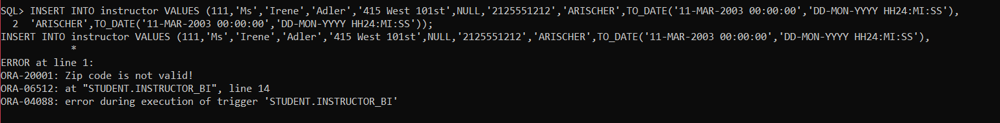 SQL> INSERT INTO instructor VALUES (111,'Ms','Irene','Adler','415 West 101st',NULL,'2125551212','ARISCHER',TO_DATE('11-MAR-2003 00:00:00','DD-MON-YYYY HH24:MI:SS'),
  2  'ARISCHER',TO_DATE('11-MAR-2003 00:00:00','DD-MON-YYYY HH24:MI:SS'));
INSERT INTO instructor VALUES (111,'Ms','Irene','Adler','415 West 101st',NULL,'2125551212','ARISCHER',TO_DATE('11-MAR-2003 00:00:00','DD-MON-YYYY HH24:MI:SS'),
            *
ERROR at line 1:
ORA-20001: Zip code is not valid!
ORA-06512: at "STUDENT.INSTRUCTOR_BI", line 14
ORA-04088: error during execution of trigger 'STUDENT.INSTRUCTOR_BI'